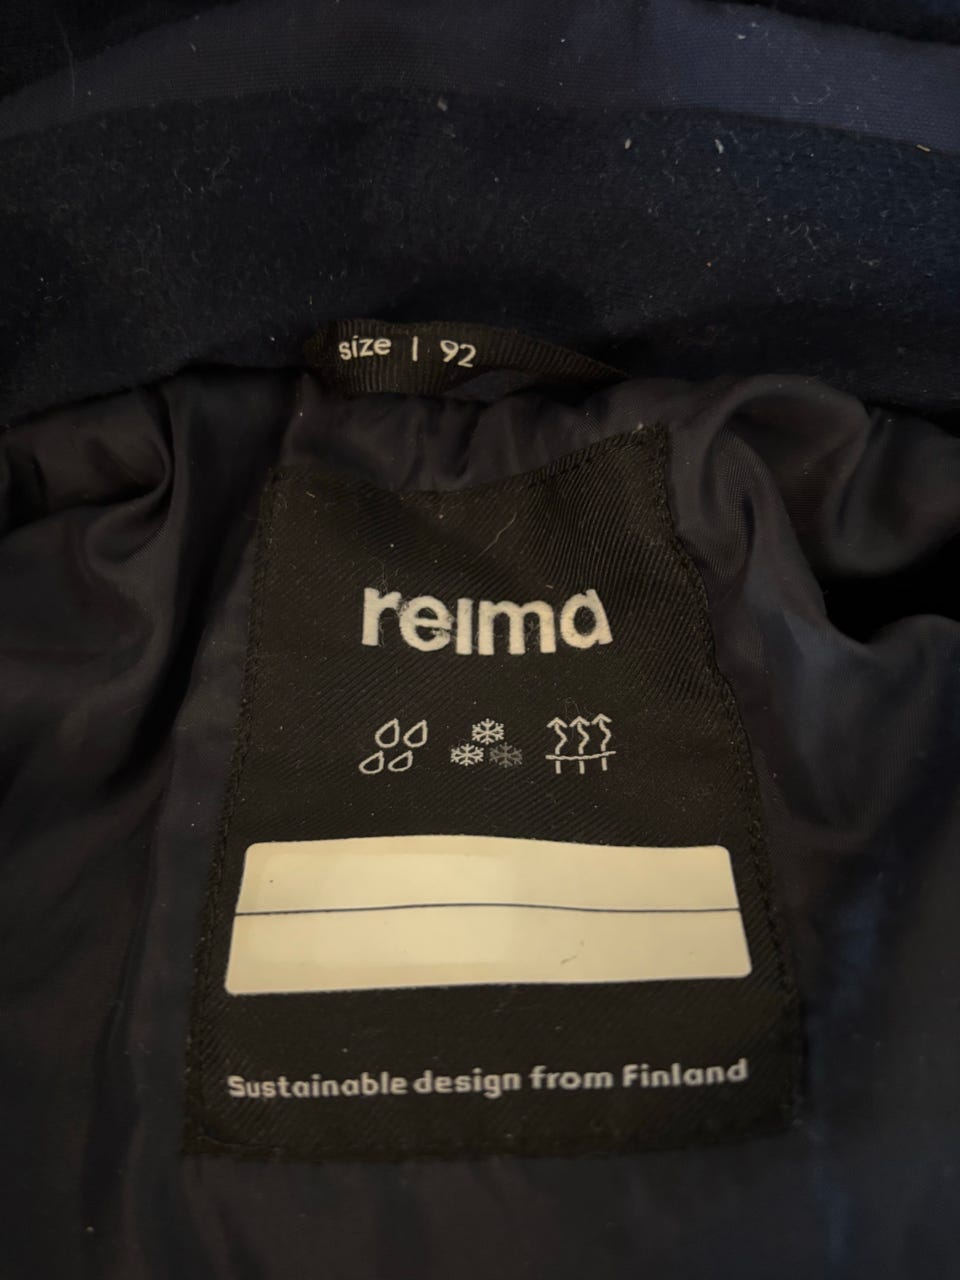 size | 92
reima
Sustainable design from Finland